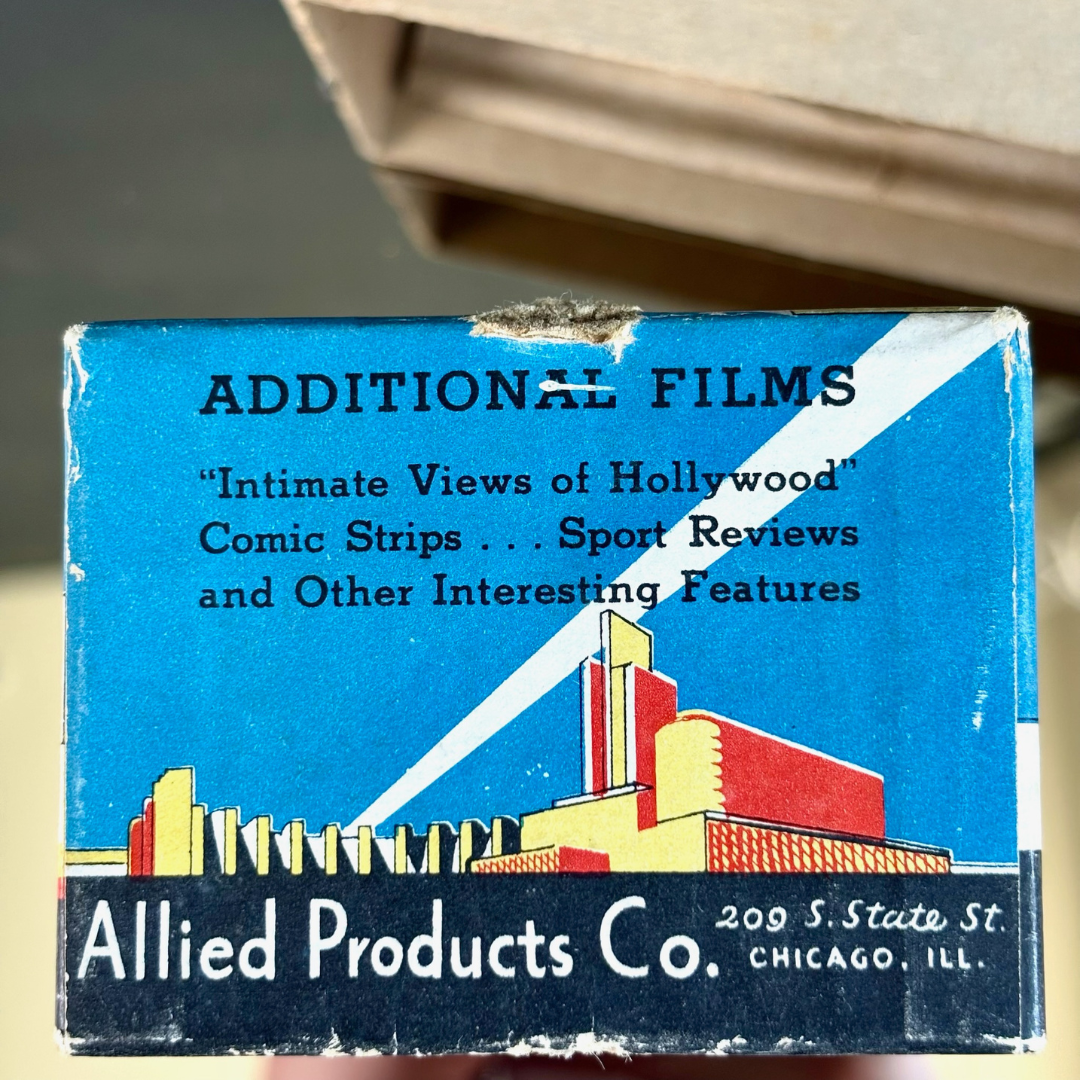 ADDITIONAL FILMS
“Intimate Views of Hollywood”
Comic Strips . . . Sport Reviews
and Other Interesting Features
Allied Products Co. 209 S. State St.
CHICAGO, ILL.